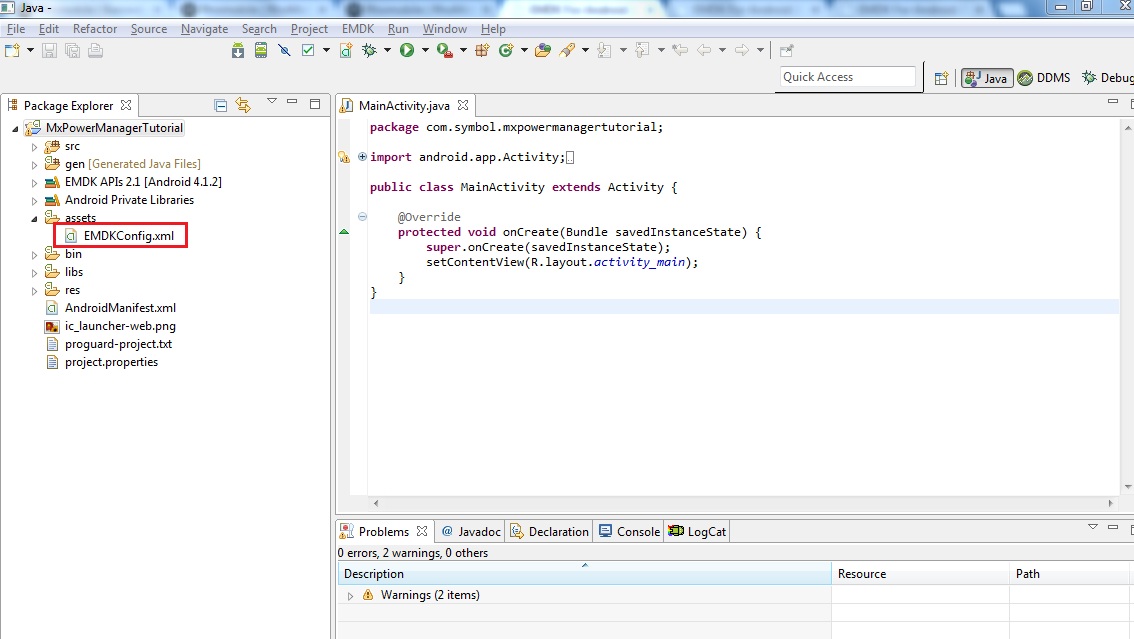 Java -
File Edit Refactor Source Navigate Search Project EMDK Run Window Help
Quick Access
Java DDMS Debug
Package Explorer
MxPowerManagerTutorial
src
gen [Generated Java Files]
EMDK APIs 2.1 [Android 4.1.2]
Android Private Libraries
assets
EMDKConfig.xml
bin
libs
res
AndroidManifest.xml
ic_launcher-web.png
proguard-project.txt
project.properties
MainActivity.java
package com.symbol.mxpowermanagertutorial;
import android.app.Activity;
public class MainActivity extends Activity {
@Override
protected void onCreate(Bundle savedInstanceState) {
super.onCreate(savedInstanceState);
setContentView(R.layout.activity_main);
}
}
Problems @ Javadoc Declaration Console LogCat
0 errors, 2 warnings, 0 others
Description Resource Path
Warnings (2 items)